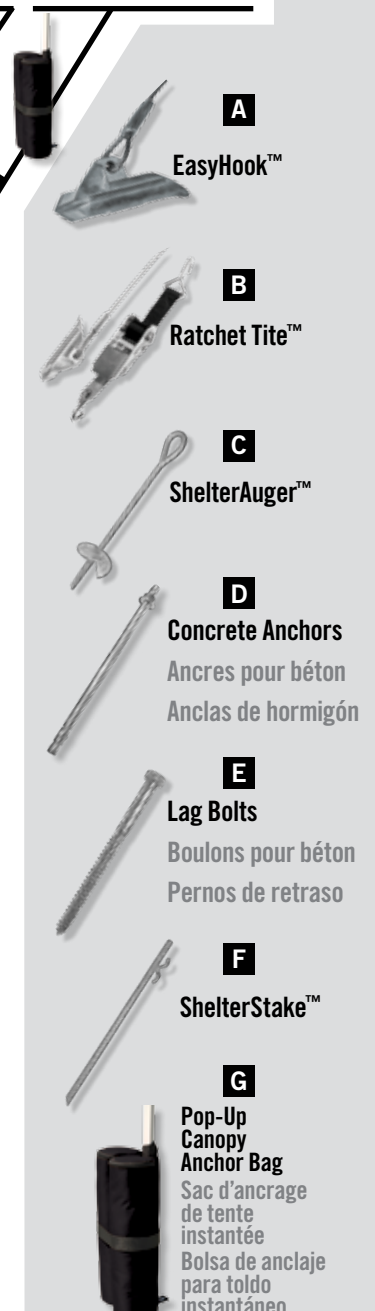 A
EasyHook™
B
Ratchet Tite™
C
ShelterAuger™
D
Concrete Anchors
Ancres pour béton
Anclas de hormigón
E
Lag Bolts
Boulons pour béton
Pernos de retraso
F
ShelterStake™
G
Pop-Up
Canopy
Anchor Bag
Sac d'ancrage
de tente
instantée
Bolsa de anclaje
para toldo
instantáneo